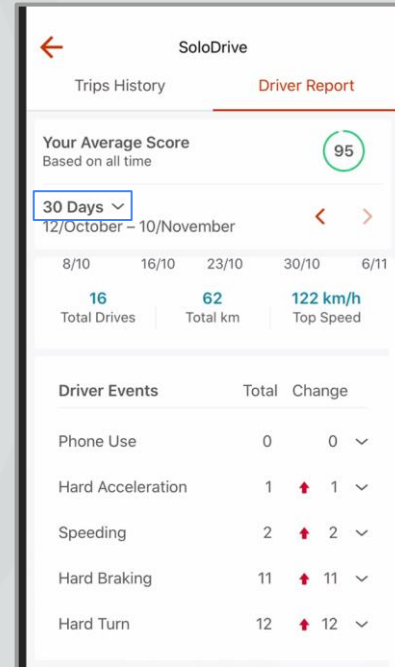 SoloDrive
Trips History Driver Report
Your Average Score
Based on all time
95
30 Days
12/October – 10/November
8/10 16/10 23/10 30/10 6/11
16 62 122 km/h
Total Drives Total km Top Speed
Driver Events Total Change
Phone Use 0 0
Hard Acceleration 1 1
Speeding 2 2
Hard Braking 11 11
Hard Turn 12 12